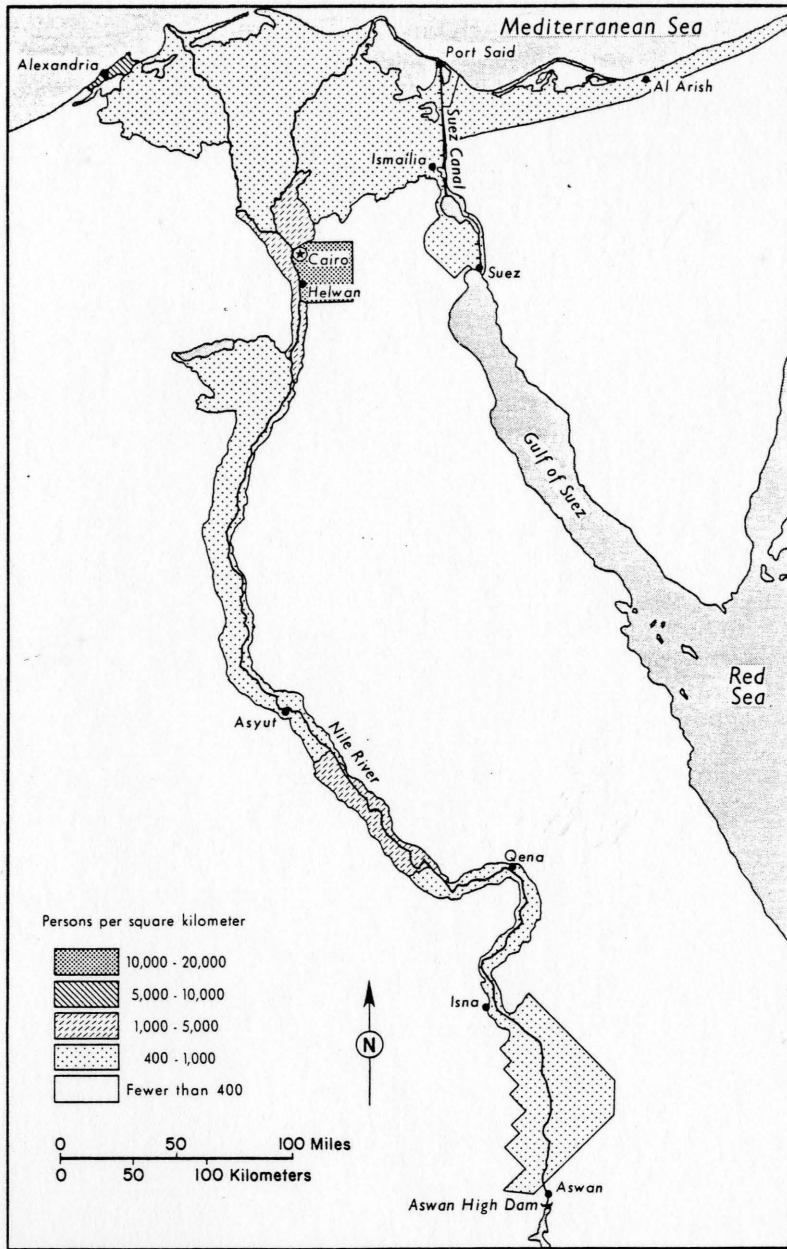 Mediterranean Sea
Port Said
Alexandria
Al Arish
Suez Canal
Ismailia
Cairo
Suez
Helwan
Gulf of Suez
Red
Sea
Asyut
Nile River
Qena
Persons per square kilometer
10,000 - 20,000
5,000 - 10,000
1,000 - 5,000
400 - 1,000
Fewer than 400
Isna
N
0 50 100 Miles
0 50 100 Kilometers
Aswan
Aswan High Dam